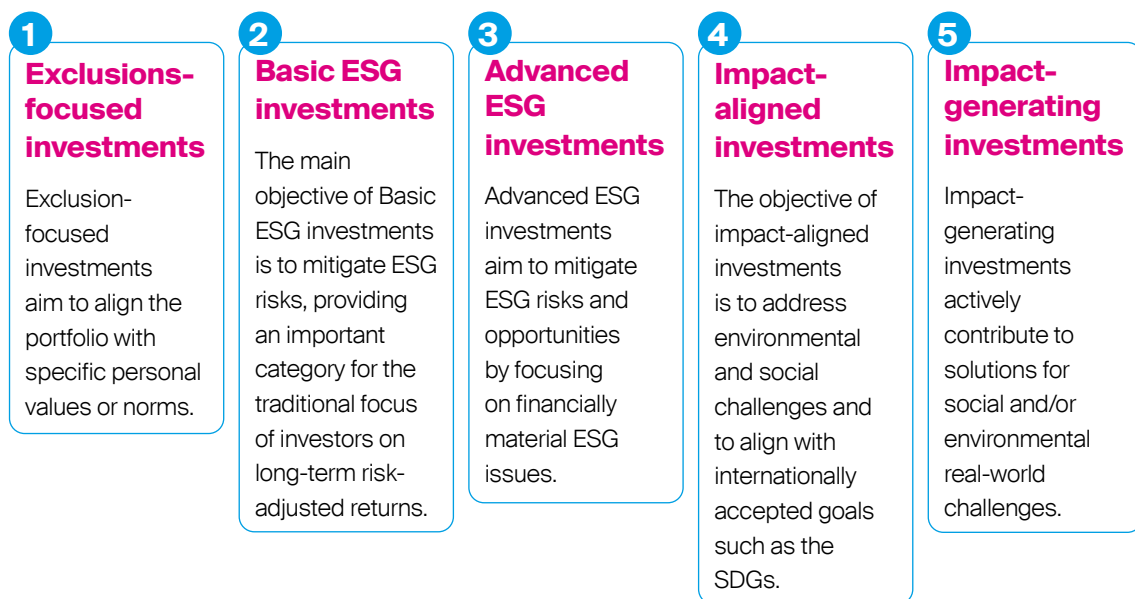 1
Exclusions-
focused
investments
Exclusion-
focused
investments
aim to align the
portfolio with
specific personal
values or norms.
2
Basic ESG
investments
The main
objective of Basic
ESG investments
is to mitigate ESG
risks, providing
an important
category for the
traditional focus
of investors on
long-term risk-
adjusted returns.
3
Advanced
ESG
investments
Advanced ESG
investments
aim to mitigate
ESG risks and
opportunities
by focusing
on financially
material ESG
issues.
4
Impact-
aligned
investments
The objective of
impact-aligned
investments
is to address
environmental
and social
challenges and
to align with
internationally
accepted goals
such as the
SDGs.
5
Impact-
generating
investments
Impact-
generating
investments
actively
contribute to
solutions for
social and/or
environmental
real-world
challenges.